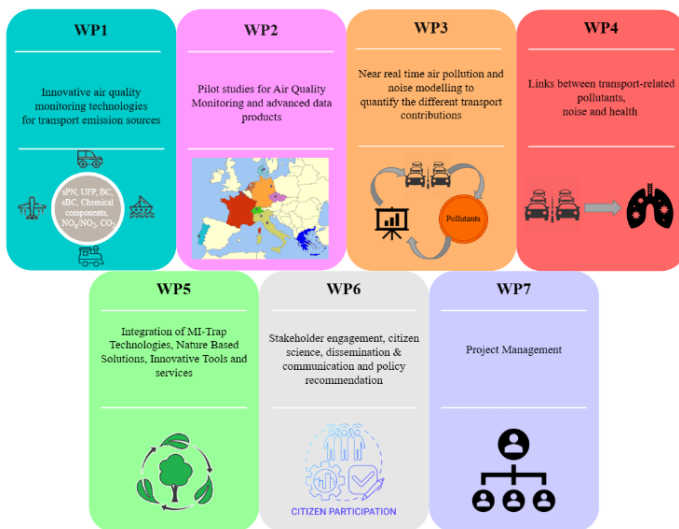 WP1
Innovative air quality
monitoring technologies
for transport emission sources
sPN, UFP, BC,
sBC, Chemical
components,
NOx/NO2, CO2
WP2
Pilot studies for Air Quality
Monitoring and advanced data
products
WP3
Near real time air pollution and
noise modelling to
quantify the different transport
contributions
Pollutants
WP4
Links between transport-related
pollutants,
noise and health
WP5
Integration of MI-Trap
Technologies, Nature Based
Solutions, Innovative Tools and
services
WP6
Stakeholder engagement, citizen
science, dissemination &
communication and policy
recommendation
CITIZEN PARTICIPATION
WP7
Project Management